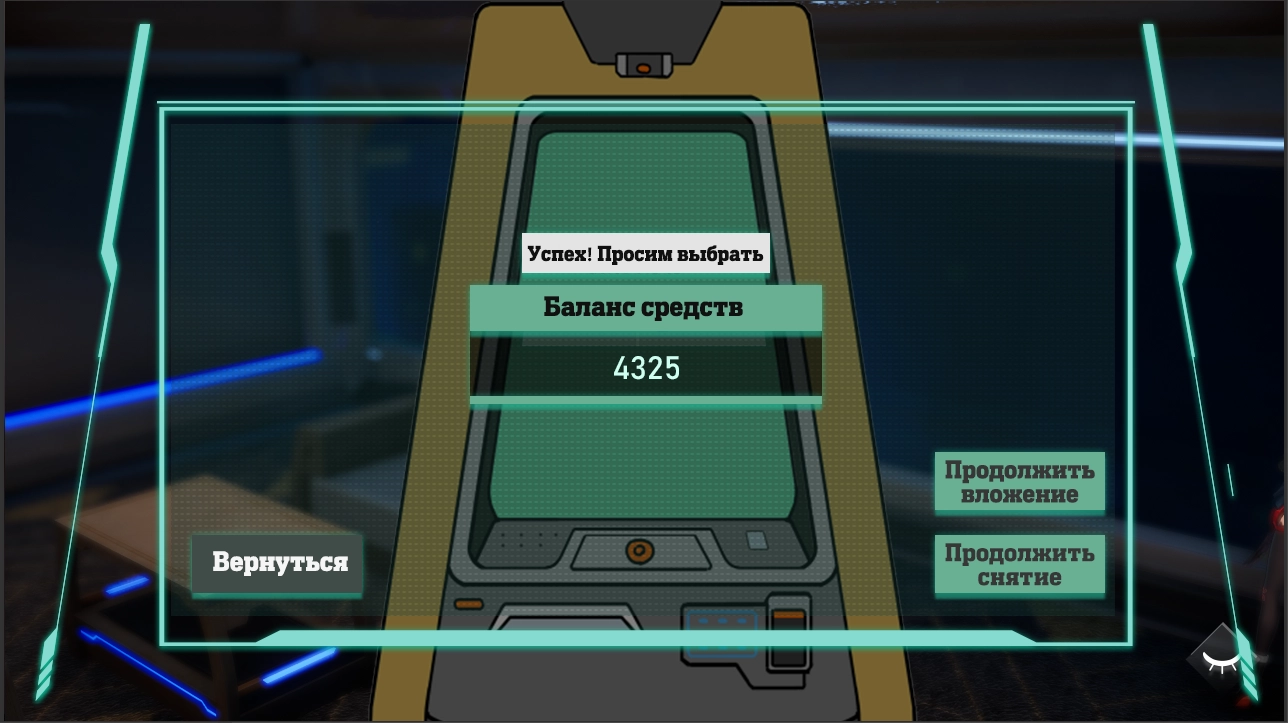 Успех! Просим выбрать
Баланс средств
4325
Продолжить
вложение
Вернуться
Продолжить
снятие